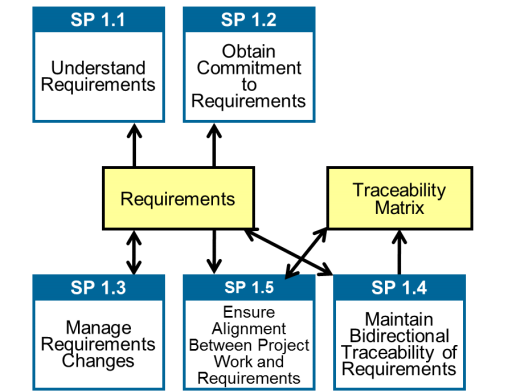 SP 1.1
Understand
Requirements
SP 1.2
Obtain
Commitment
to
Requirements
Requirements
Traceability
Matrix
SP 1.3
Manage
Requirements
Changes
SP 1.5
Ensure
Alignment
Between Project
Work and
Requirements
SP 1.4
Maintain
Bidirectional
Traceability of
Requirements